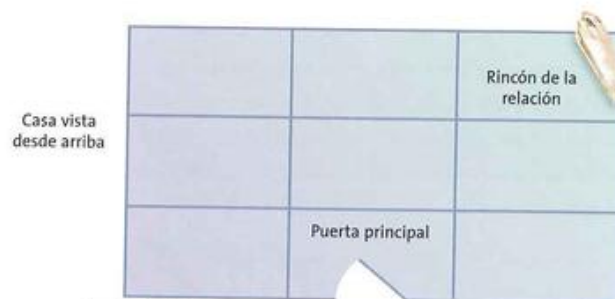 Rincón de la
relación
Casa vista
desde arriba
Puerta principal